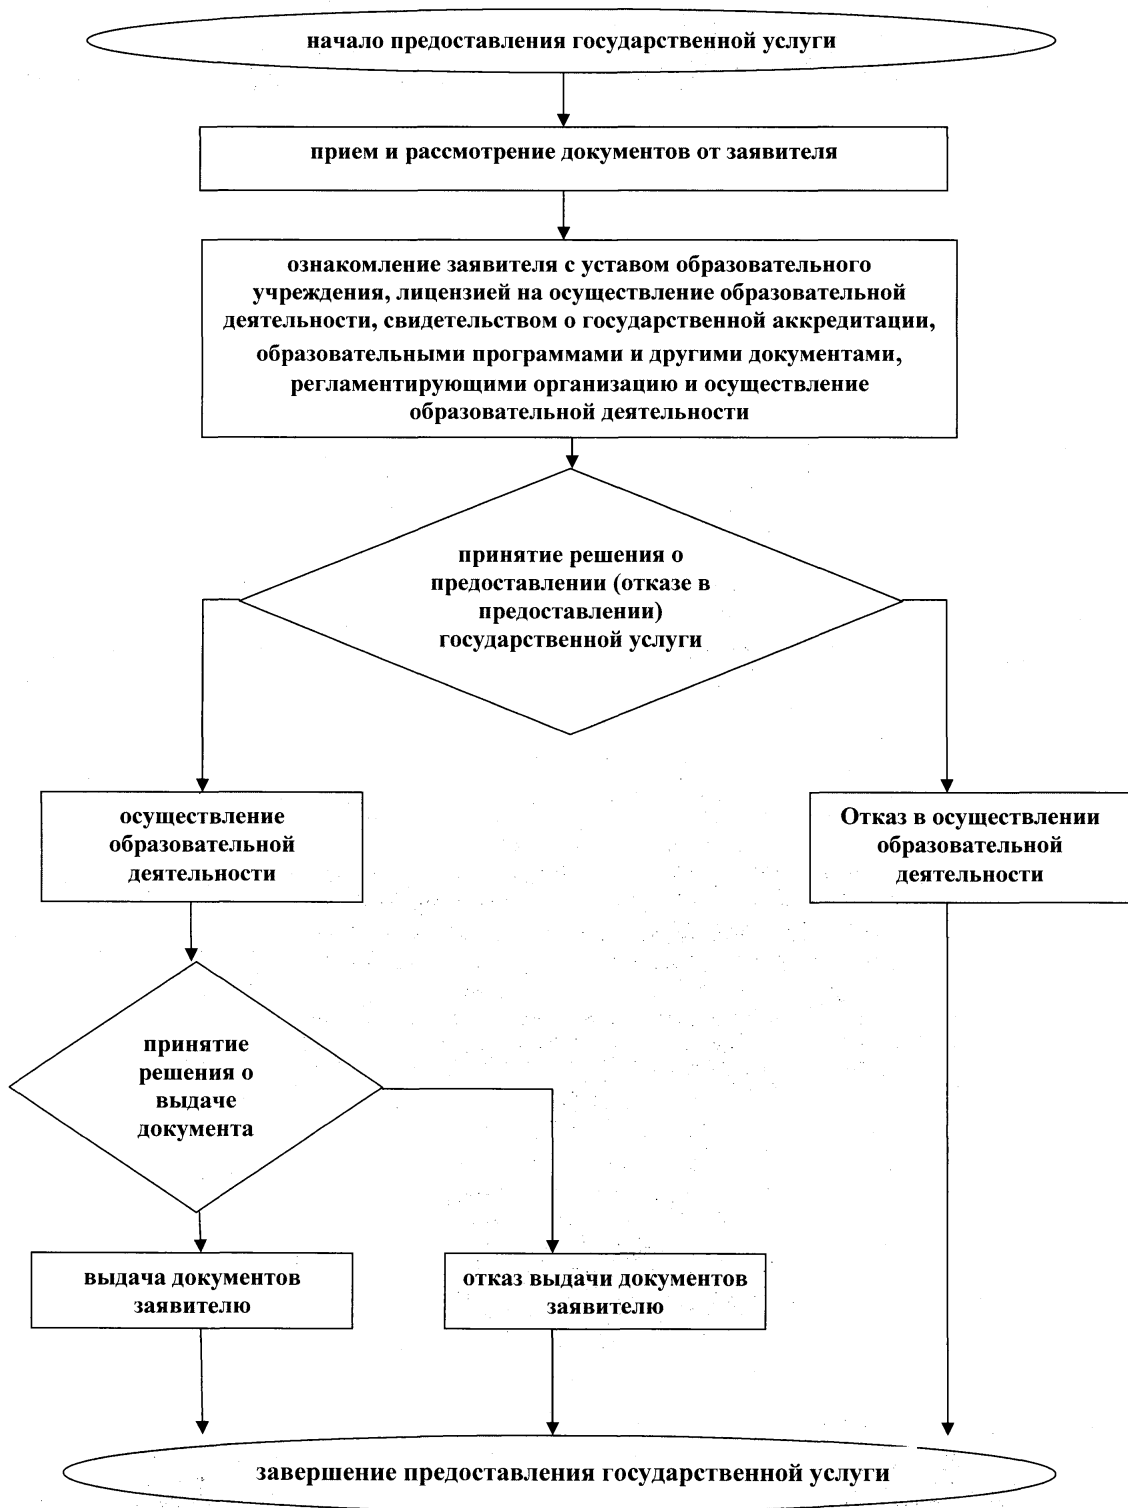 начало предоставления государственной услуги
прием и рассмотрение документов от заявителя
ознакомление заявителя с уставом образовательного
учреждения, лицензией на осуществление образовательной
деятельности, свидетельством о государственной аккредитации,
образовательными программами и другими документами,
регламентирующими организацию и осуществление
образовательной деятельности
принятие решения о
предоставлении (отказе в
предоставлении)
государственной услуги
осуществление
образовательной
деятельности
Отказ в осуществлении
образовательной
деятельности
принятие
решения о
выдаче
документа
выдача документов
заявителю
отказ выдачи документов
заявителю
завершение предоставления государственной услуги